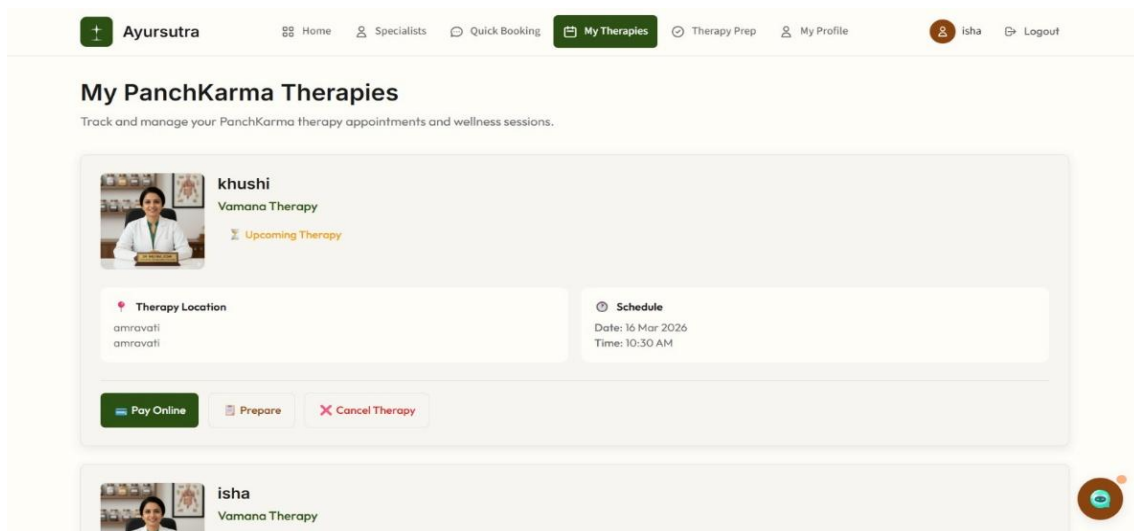 Ayursutra
Home Specialists Quick Booking My Therapies Therapy Prep My Profile isha Logout
My PanchKarma Therapies
Track and manage your PanchKarma therapy appointments and wellness sessions.
khushi
Vamana Therapy
Upcoming Therapy
Therapy Location
amravati
amravati
Schedule
Date: 16 Mar 2026
Time: 10:30 AM
Pay Online Prepare Cancel Therapy
isha
Vamana Therapy